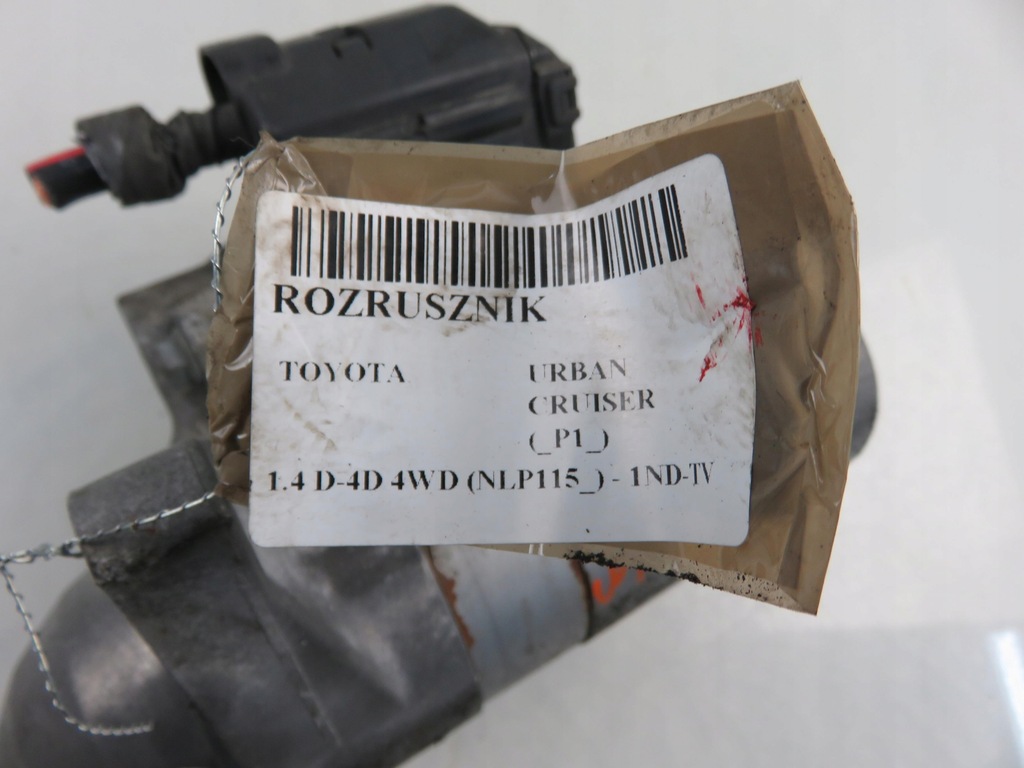 ROZRUSZNIK
TOYOTA URBAN
CRUISER
(_P1_)
1.4 D-4D 4WD (NLP115_) - 1ND-TV